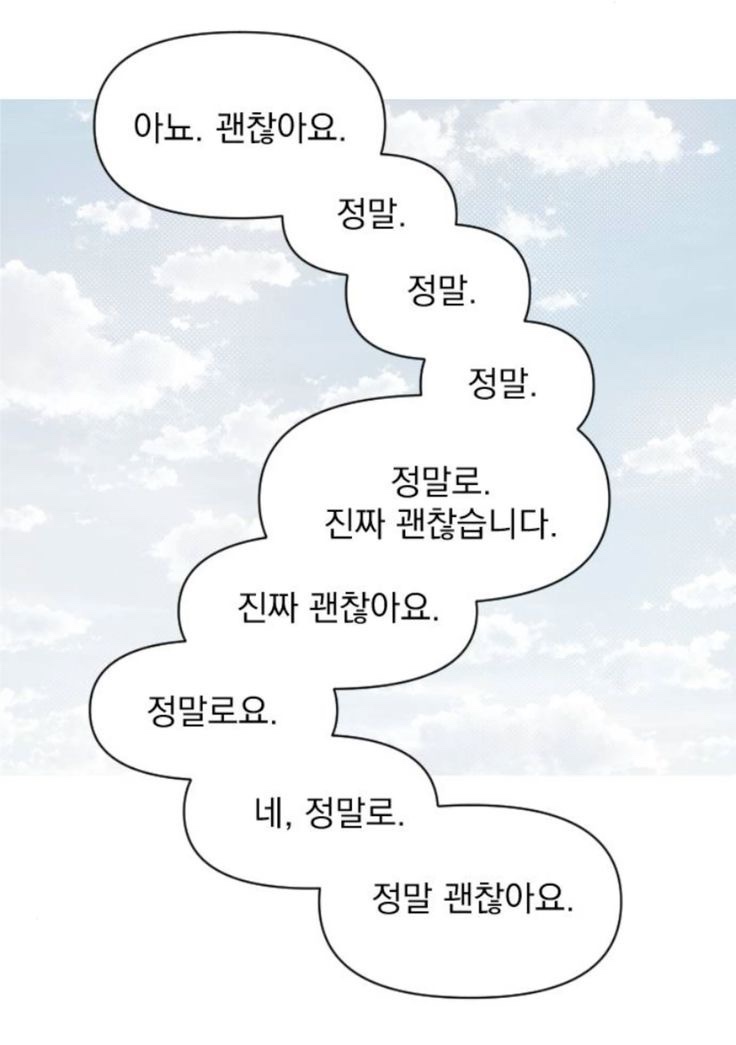 아뇨. 괜찮아요.
정말.
정말.
정말.
정말로.
진짜 괜찮습니다.
진짜 괜찮아요.
정말로요.
네, 정말로.
정말 괜찮아요.